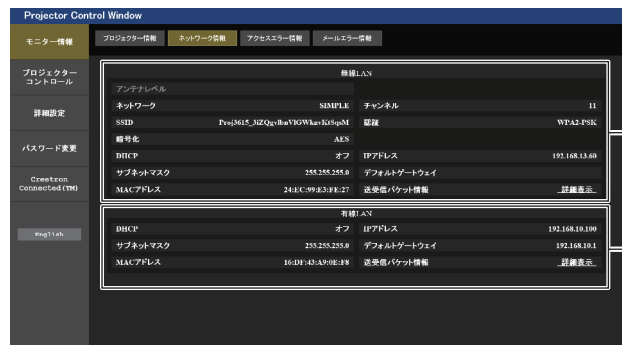 Projector Control Window
モニター情報
プロジェクター情報 ネットワーク情報 アクセスエラー情報 メールエラー情報
プロジェクター
コントロール
詳細設定
パスワード変更
Crestron
Connected(TM)
English
無線LAN
アンテナレベル
ネットワーク SIMPLE チャンネル 11
SSID 認証 WPA2-PSK
暗号化 AES
DHCP オフ IPアドレス 192.168.13.60
サブネットマスク 255.255.255.0 デフォルトゲートウェイ
MACアドレス 24:EC:99:E3:FE:27 送受信パケット情報 詳細表示
有線LAN
DHCP オフ IPアドレス 192.168.10.100
サブネットマスク 255.255.255.0 デフォルトゲートウェイ 192.168.10.1
MACアドレス 16:DF:43:A9:0E:F8 送受信パケット情報 詳細表示